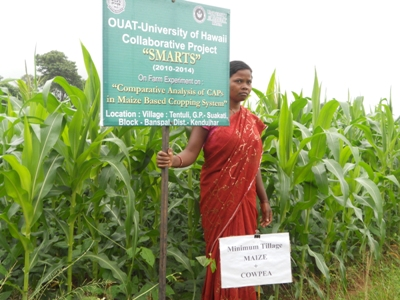 OUAT-University of Hawaii
Collaborative Project
"SMARTS"
(2010-2014)
On Farm Experiment on
"Comparative Analysis of CAPs
in Maize Based Cropping System"
Location : Village : Tentuli, G.P.- Suakati,
Block - Banspal, Dist.- Kendujhar
Minimum Tillage
MAIZE
+
COWPEA